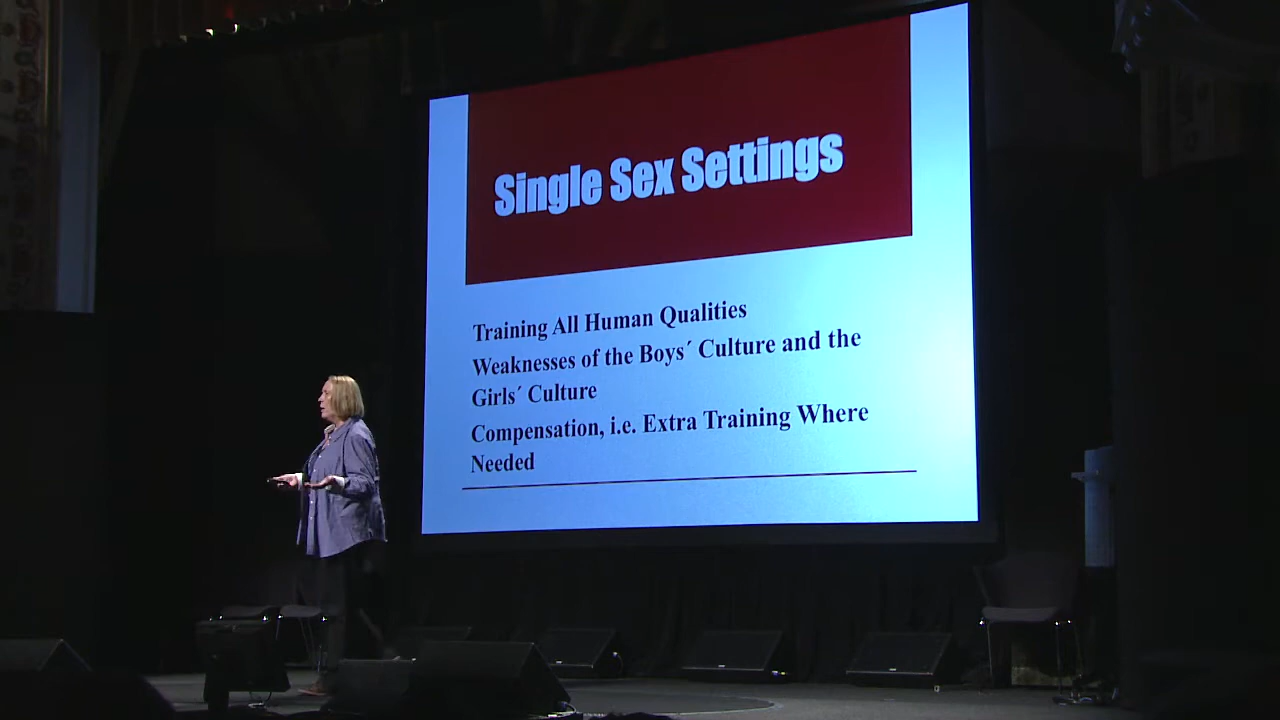 Single Sex Settings
Training All Human Qualities
Weaknesses of the Boys´ Culture and the
Girls´ Culture
Compensation, i.e. Extra Training Where
Needed